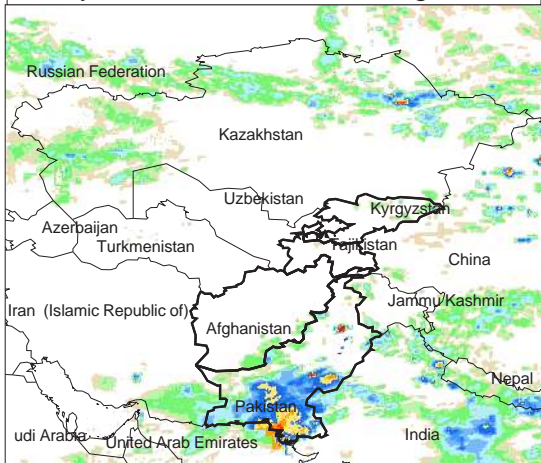 Russian Federation
Kazakhstan
Uzbekistan
Kyrgyzstan
Azerbaijan
Turkmenistan
Tajikistan
China
Iran (Islamic Republic of)
Jammu/Kashmir
Afghanistan
Nepal
Pakistan
udi Arabia
United Arab Emirates
India